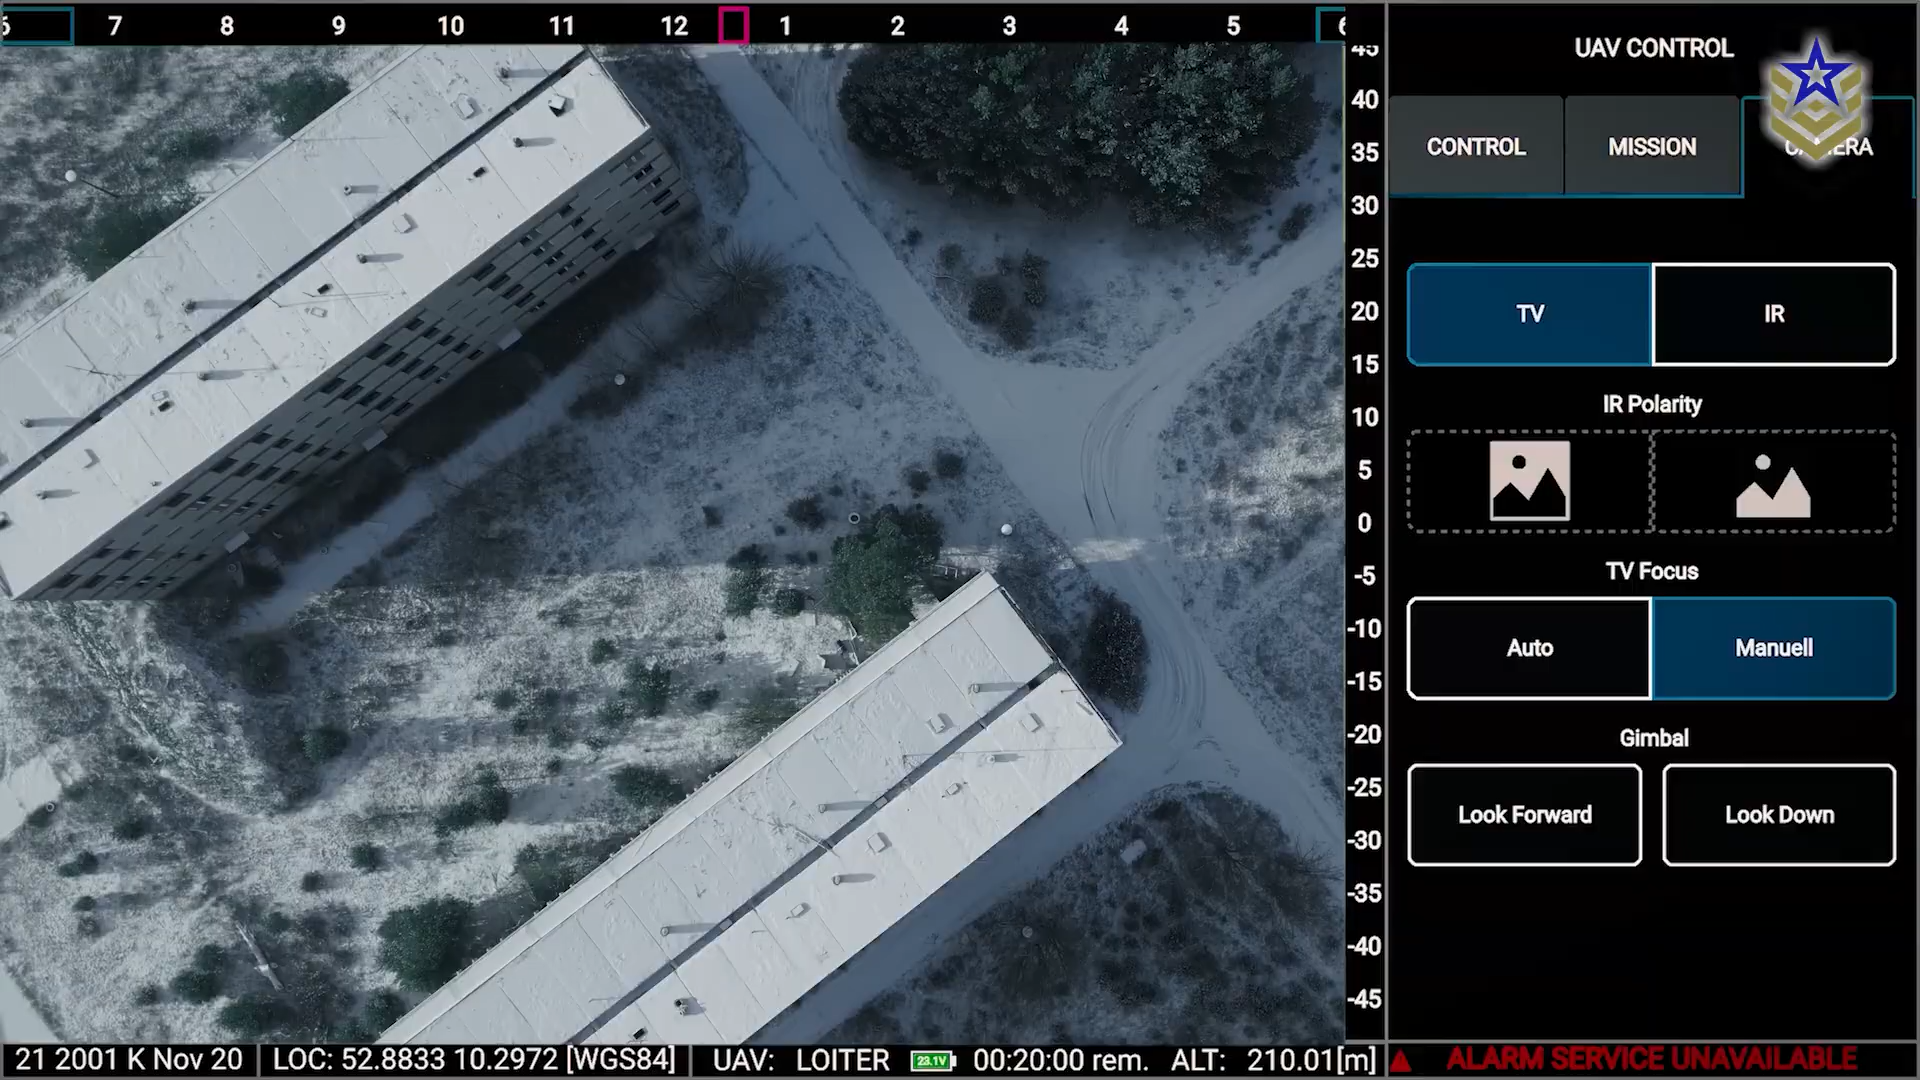 6 7 8 9 10 11 12 1 2 3 4 5 6
UAV CONTROL
CONTROL MISSION
TV IR
IR Polarity
TV Focus
Auto Manuell
Gimbal
Look Forward Look Down
45
40
35
30
25
20
15
10
5
0
-5
-10
-15
-20
-25
-30
-35
-40
-45
21 2001 K Nov 20 LOC: 52.8833 10.2972 [WGS84] UAV: LOITER 23.1V 00:20:00 rem. ALT: 210.01[m] ALARM SERVICE UNAVAILABLE